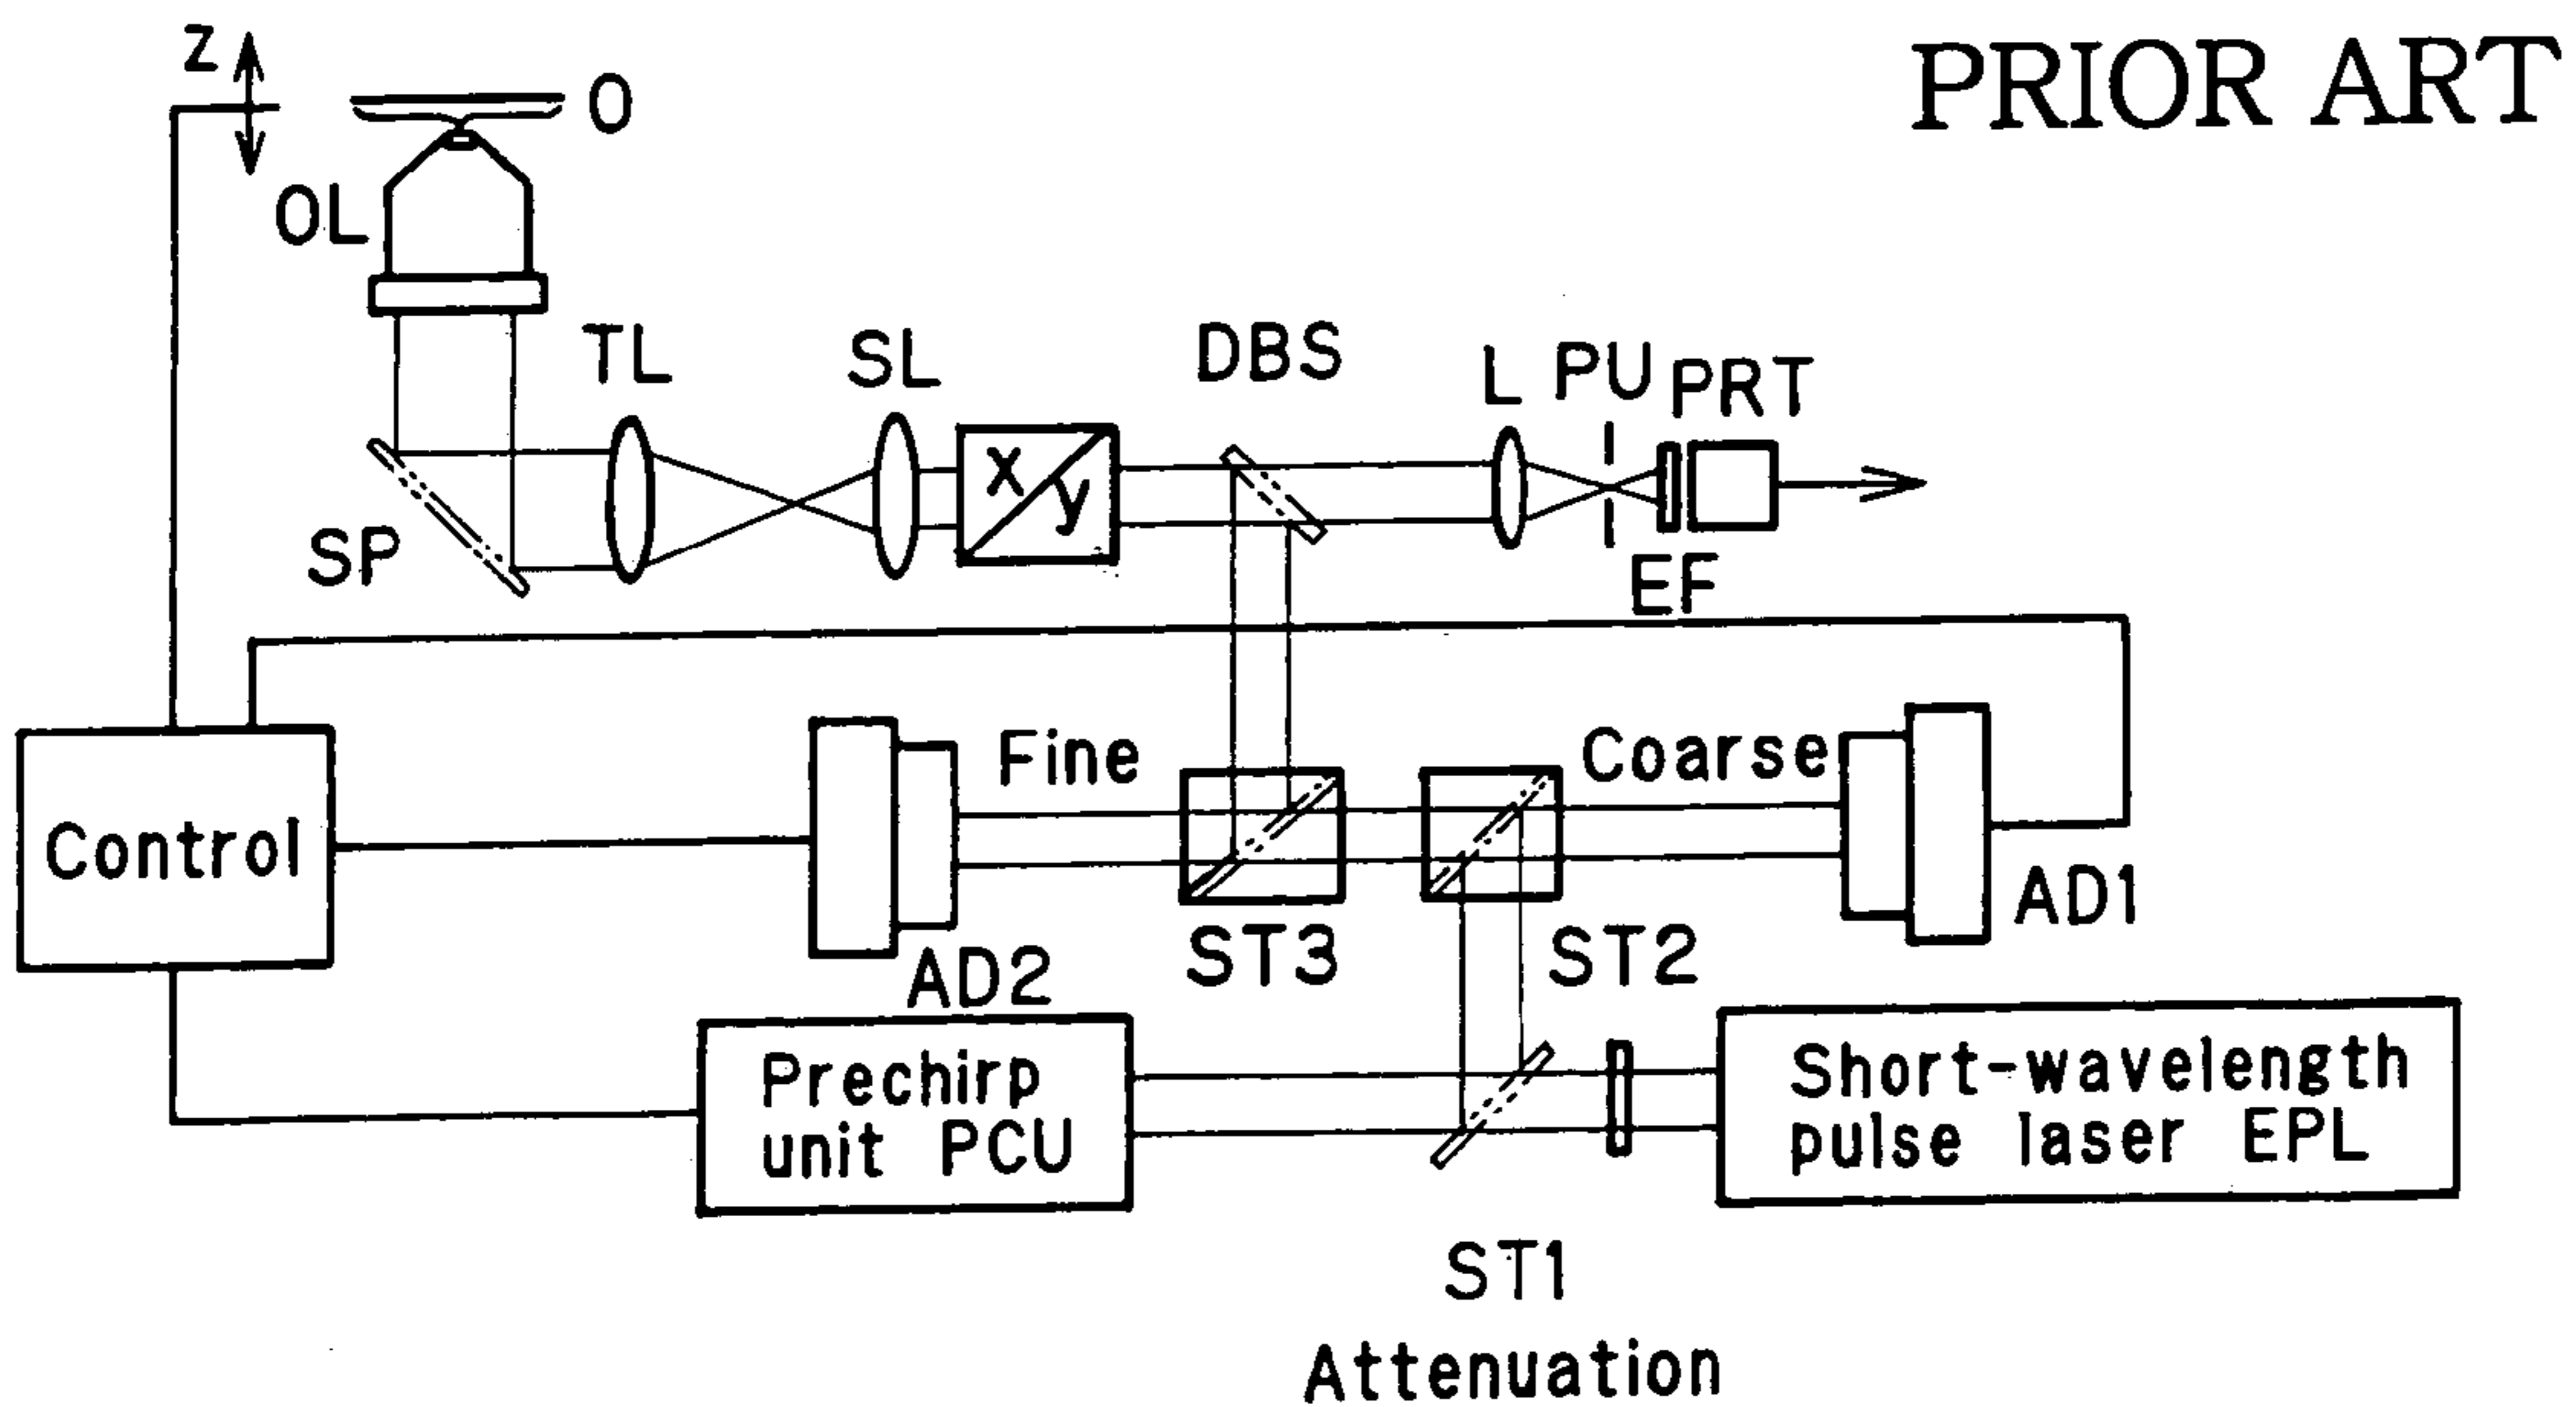 PRIOR ART
Z
O
OL
TL
SL
DBS
L
PU
PRT
x
y
SP
EF
Fine
Coarse
Control
AD1
ST3
ST2
AD2
Prechirp
unit PCU
Short-wavelength
pulse laser EPL
ST1
Attenuation